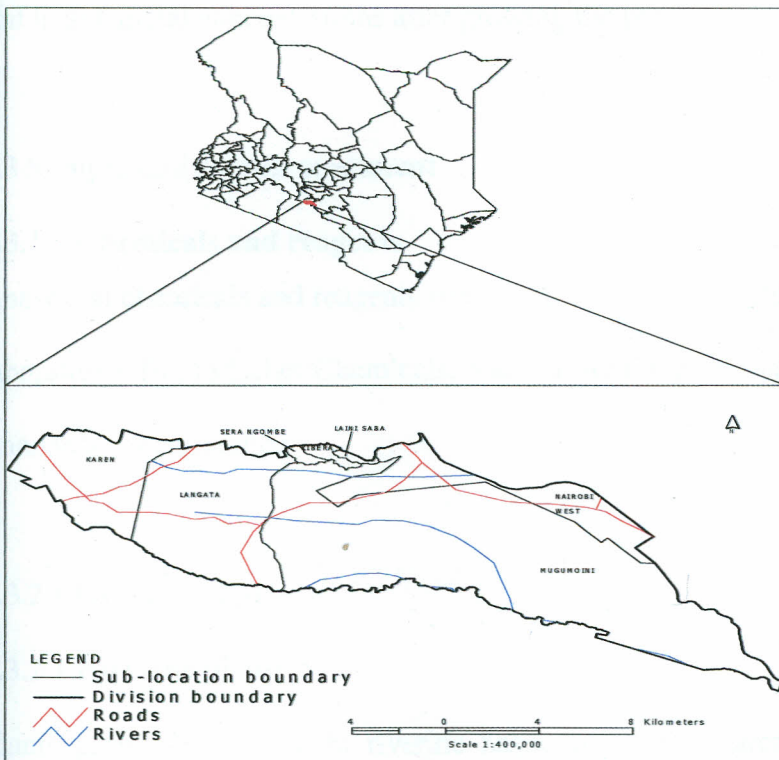 SERA NGOMBE
LAINI SABA
KIBERA
KAREN
N
LANGATA
NAIROBI
WEST
MUGUMOINI
LEGEND
Sub-location boundary
Division boundary
Roads
Rivers
4 0 4 8 Kilometers
Scale 1:400,000